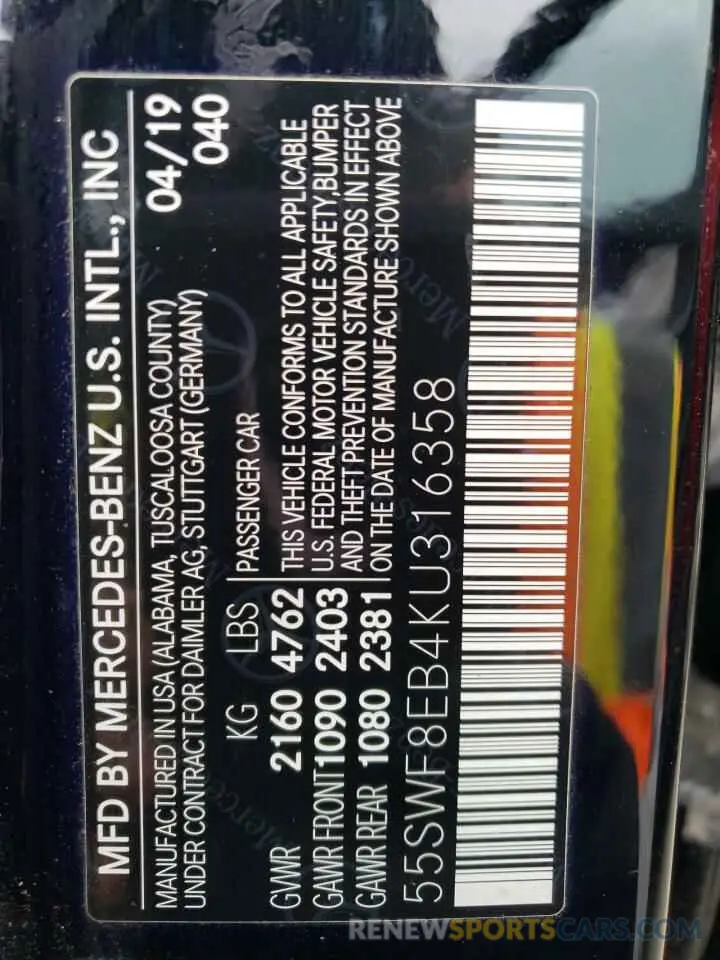 MFD BY MERCEDES-BENZ U.S. INTL., INC
MANUFACTURED IN USA (ALABAMA, TUSCALOOSA COUNTY) 04/19
UNDER CONTRACT FOR DAIMLER AG, STUTTGART (GERMANY) 040
KG LBS PASSENGER CAR
GVWR 2160 4762 THIS VEHICLE CONFORMS TO ALL APPLICABLE
GAWR FRONT 1090 2403 U.S. FEDERAL MOTOR VEHICLE SAFETY, BUMPER
AND THEFT PREVENTION STANDARDS IN EFFECT
GAWR REAR 1080 2381 ON THE DATE OF MANUFACTURE SHOWN ABOVE
55SWF8EB4KU316358
RENEWSPORTSCARS.COM